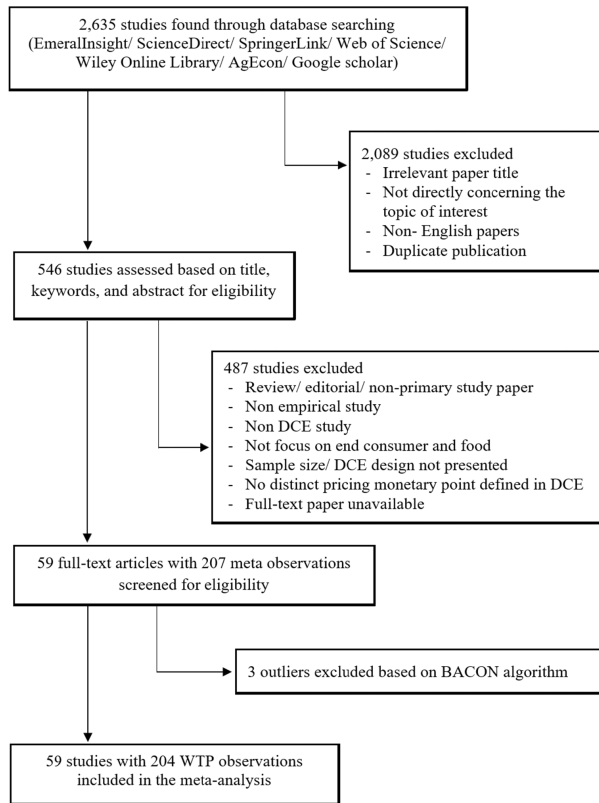 2,635 studies found through database searching
(EmeralInsight/ ScienceDirect/ SpringerLink/ Web of Science/
Wiley Online Library/ AgEcon/ Google scholar)
2,089 studies excluded
- Irrelevant paper title
- Not directly concerning the
topic of interest
- Non- English papers
- Duplicate publication
546 studies assessed based on title,
keywords, and abstract for eligibility
487 studies excluded
- Review/ editorial/ non-primary study paper
- Non empirical study
- Non DCE study
- Not focus on end consumer and food
- Sample size/ DCE design not presented
- No distinct pricing monetary point defined in DCE
- Full-text paper unavailable
59 full-text articles with 207 meta observations
screened for eligibility
3 outliers excluded based on BACON algorithm
59 studies with 204 WTP observations
included in the meta-analysis